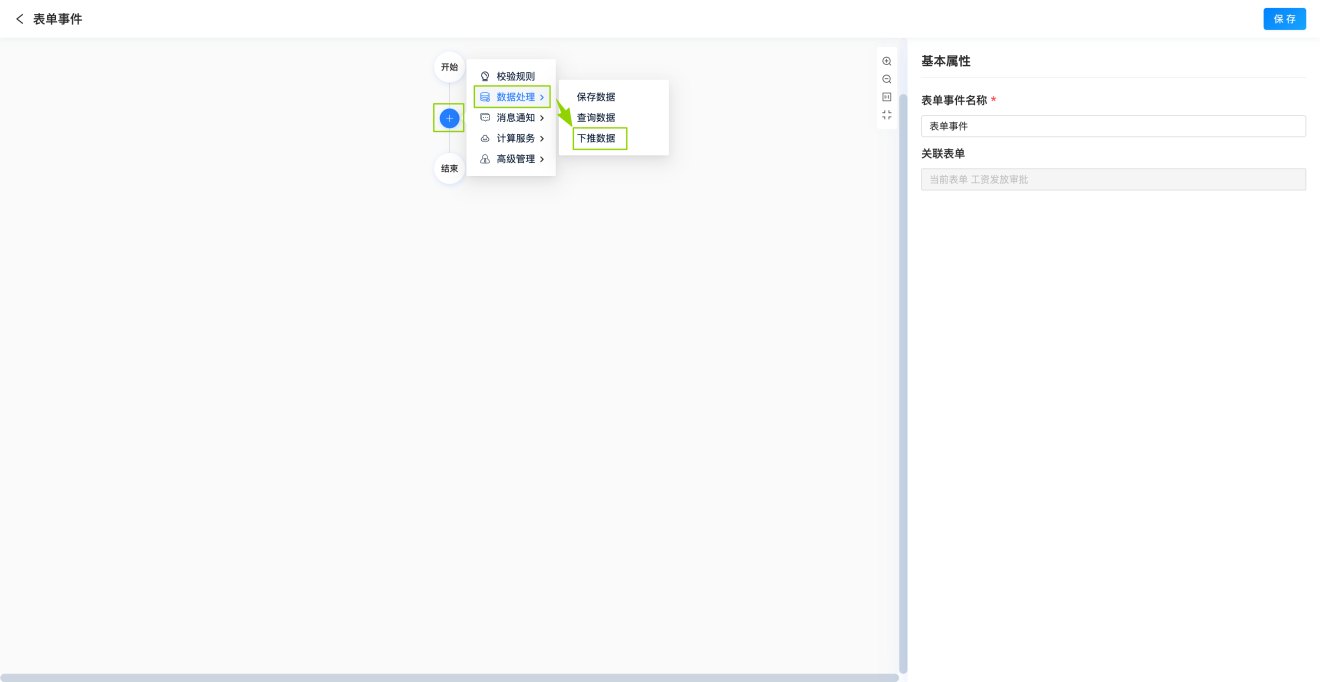 表单事件
保存
开始
结束
校验规则
数据处理
消息通知
计算服务
高级管理
保存数据
查询数据
下推数据
基本属性
表单事件名称 *
表单事件
关联表单
当前表单 工资发放审批